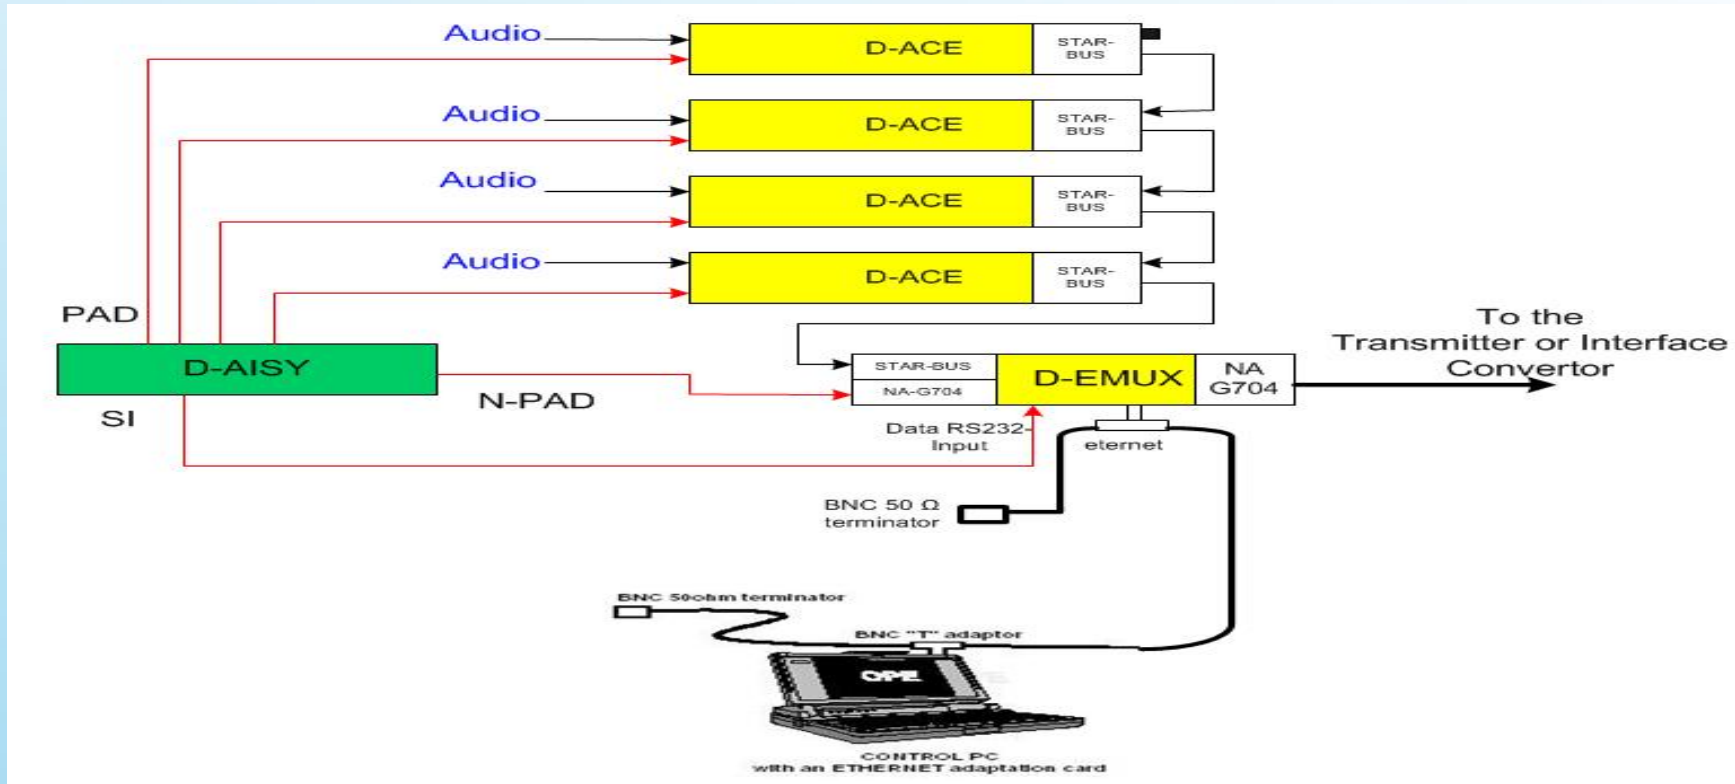 Audio
D-ACE
STAR-
BUS
Audio
D-ACE
STAR-
BUS
Audio
D-ACE
STAR-
BUS
Audio
D-ACE
STAR-
BUS
PAD
D-AISY
SI
N-PAD
STAR-BUS
NA-G704
D-EMUX
NA
G704
To the
Transmitter or Interface
Convertor
Data RS232-
Input
eternet
BNC 50 Ω
terminator
BNC 50ohm terminator
BNC "T" adaptor
OPE
CONTROL PC
with an ETHERNET adaptation card